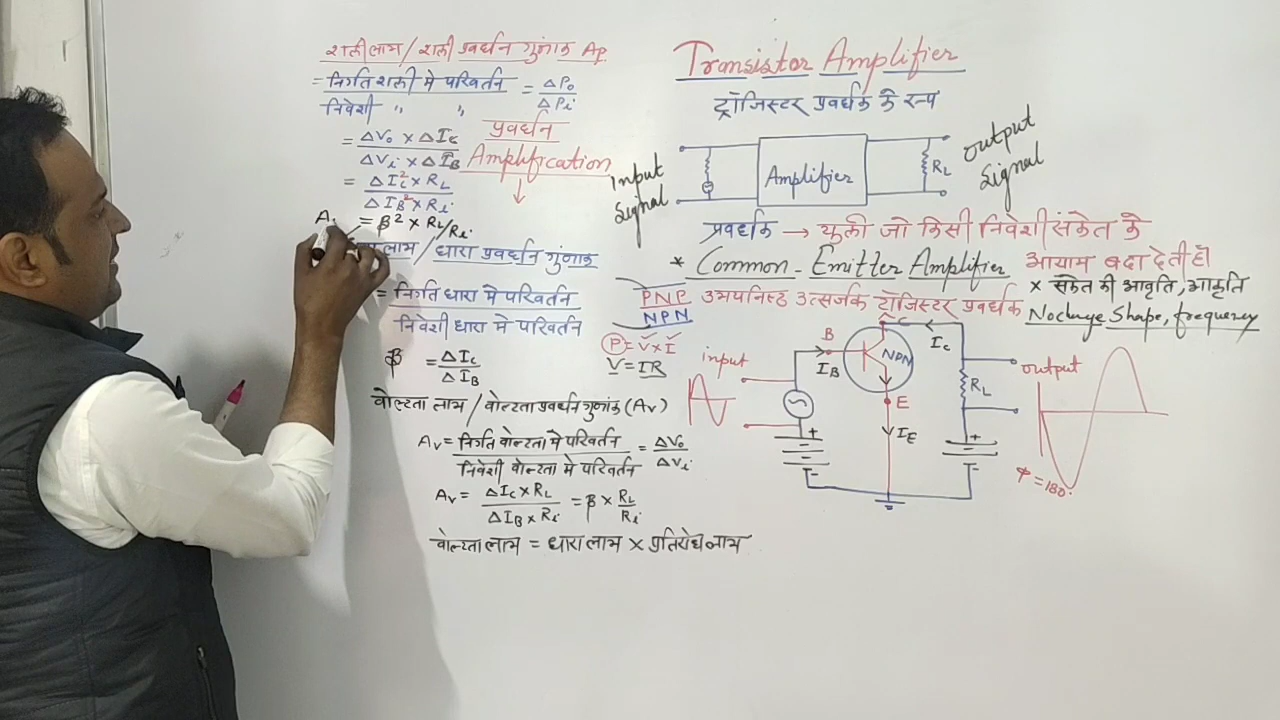 शक्ती लाभ / शक्ती प्रवर्धन गुंनाक Ap
= निर्गति शक्ती मे परिवर्तन / निवेशी " " = ΔPo / ΔPi
= ΔVo × ΔIc / ΔVi × ΔIB
= ΔIc² × RL / ΔIB² × Ri
A. = β² × RL/Ri
लाभ / धारा प्रवर्धन गुंनाक
= निर्गति धारा मे परिवर्तन / निवेशी धारा मे परिवर्तन
β = ΔIc / ΔIB
वोल्टता लाभ / वोल्टता प्रवर्धन गुंनांक (Av)
Av = निर्गति वोल्टता मे परिवर्तन / निवेशी वोल्टता मे परिवर्तन = ΔVo / ΔVi
Av = ΔIc × RL / ΔIB × Ri = β × RL / Ri
वोल्टता लाभ = धारा लाभ × प्रतिरोध लाभ
प्रवर्धन
Amplification
↓
P = V × I
V = IR
Transistor Amplifier
ट्रांजिस्टर प्रवर्धक के रूप
Input Signal
Amplifier
RL
Output Signal
प्रवर्धक → युक्ती जो किसी निवेशी संकेत के
आयाम बढा देती हो
* Common-Emitter Amplifier
× संकेत की आवृति, आकृति
PNP उभयनिष्ठ उत्सर्जक ट्रांजिस्टर प्रवर्धक
NPN
Nochnge Shape, frequency
input
B
IB
C
NPN
Ic
E
IE
RL
+
-
+
-
output
φ = 180°